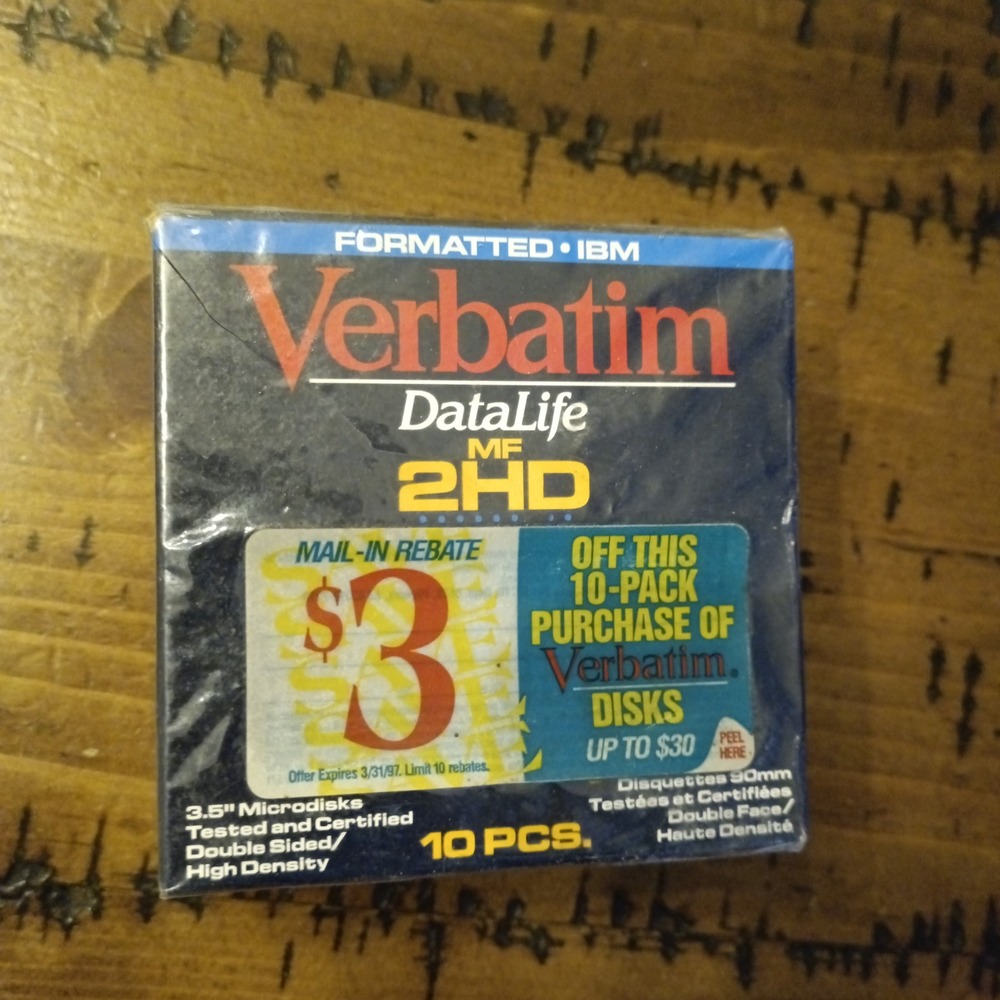 FORMATTED • IBM
Verbatim
DataLife
MF
2HD
MAIL-IN REBATE
$3
Offer Expires 3/31/97. Limit 10 rebates.
OFF THIS
10-PACK
PURCHASE OF
Verbatim.
DISKS
UP TO $30
PEEL
HERE
3.5" Microdisks
Tested and Certified
Double Sided/
High Density
10 PCS.
Disquettes 90mm
Testées et Certifiées
Double Face/
Haute Densité